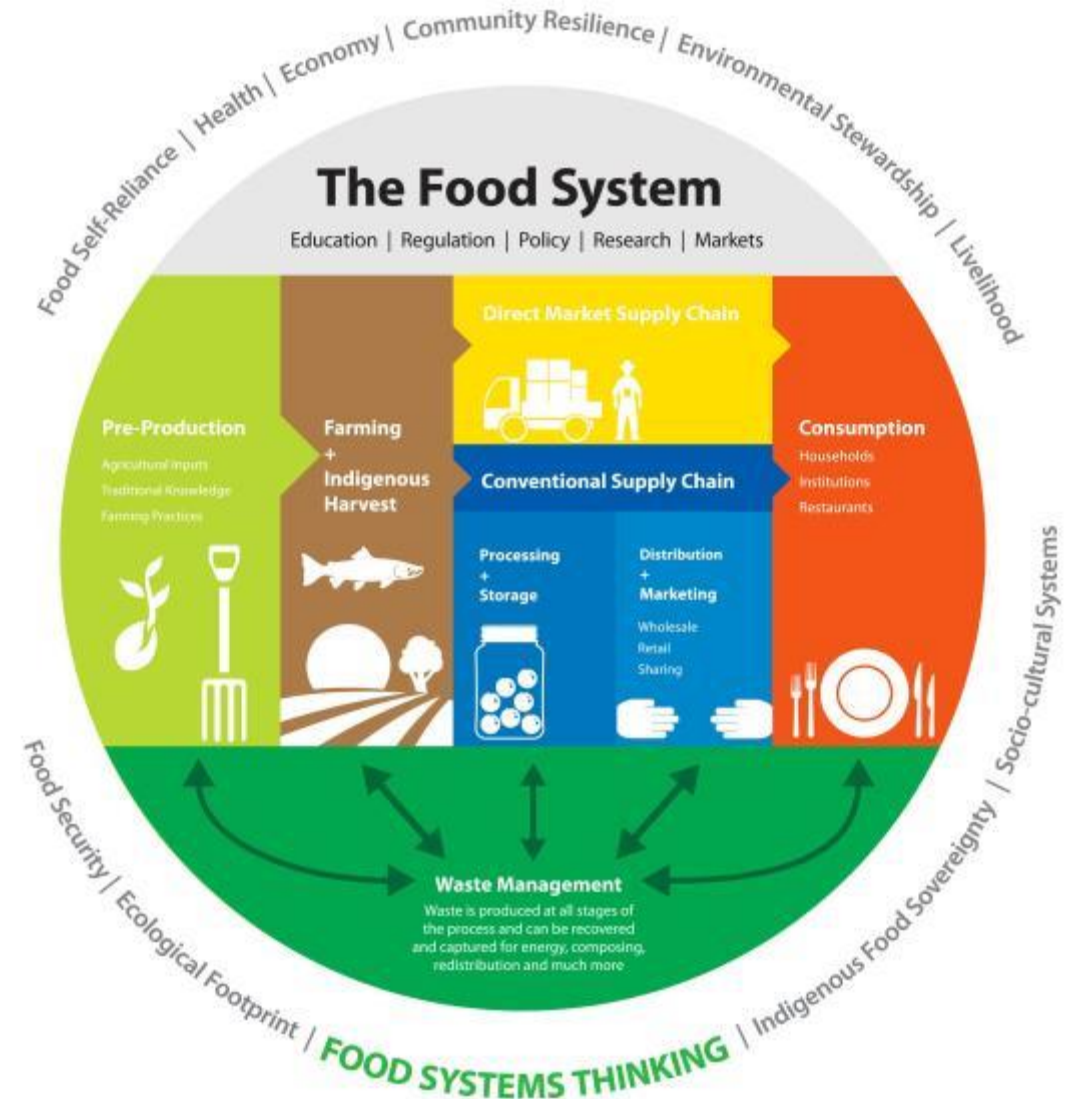 Food Self-Reliance | Health | Economy | Community Resilience | Environmental Stewardship | Livelihood
The Food System
Education | Regulation | Policy | Research | Markets
Direct Market Supply Chain
Pre-Production
Agricultural Inputs
Traditional Knowledge
Farming Practices
Farming
+
Indigenous
Harvest
Conventional Supply Chain
Processing
+
Storage
Distribution
+
Marketing
Wholesale
Retail
Sharing
Consumption
Households
Institutions
Restaurants
Waste Management
Waste is produced at all stages of
the process and can be recovered
and captured for energy, composing,
redistribution and much more
Food Security | Ecological Footprint | FOOD SYSTEMS THINKING | Indigenous Food Sovereignty | Socio-cultural Systems